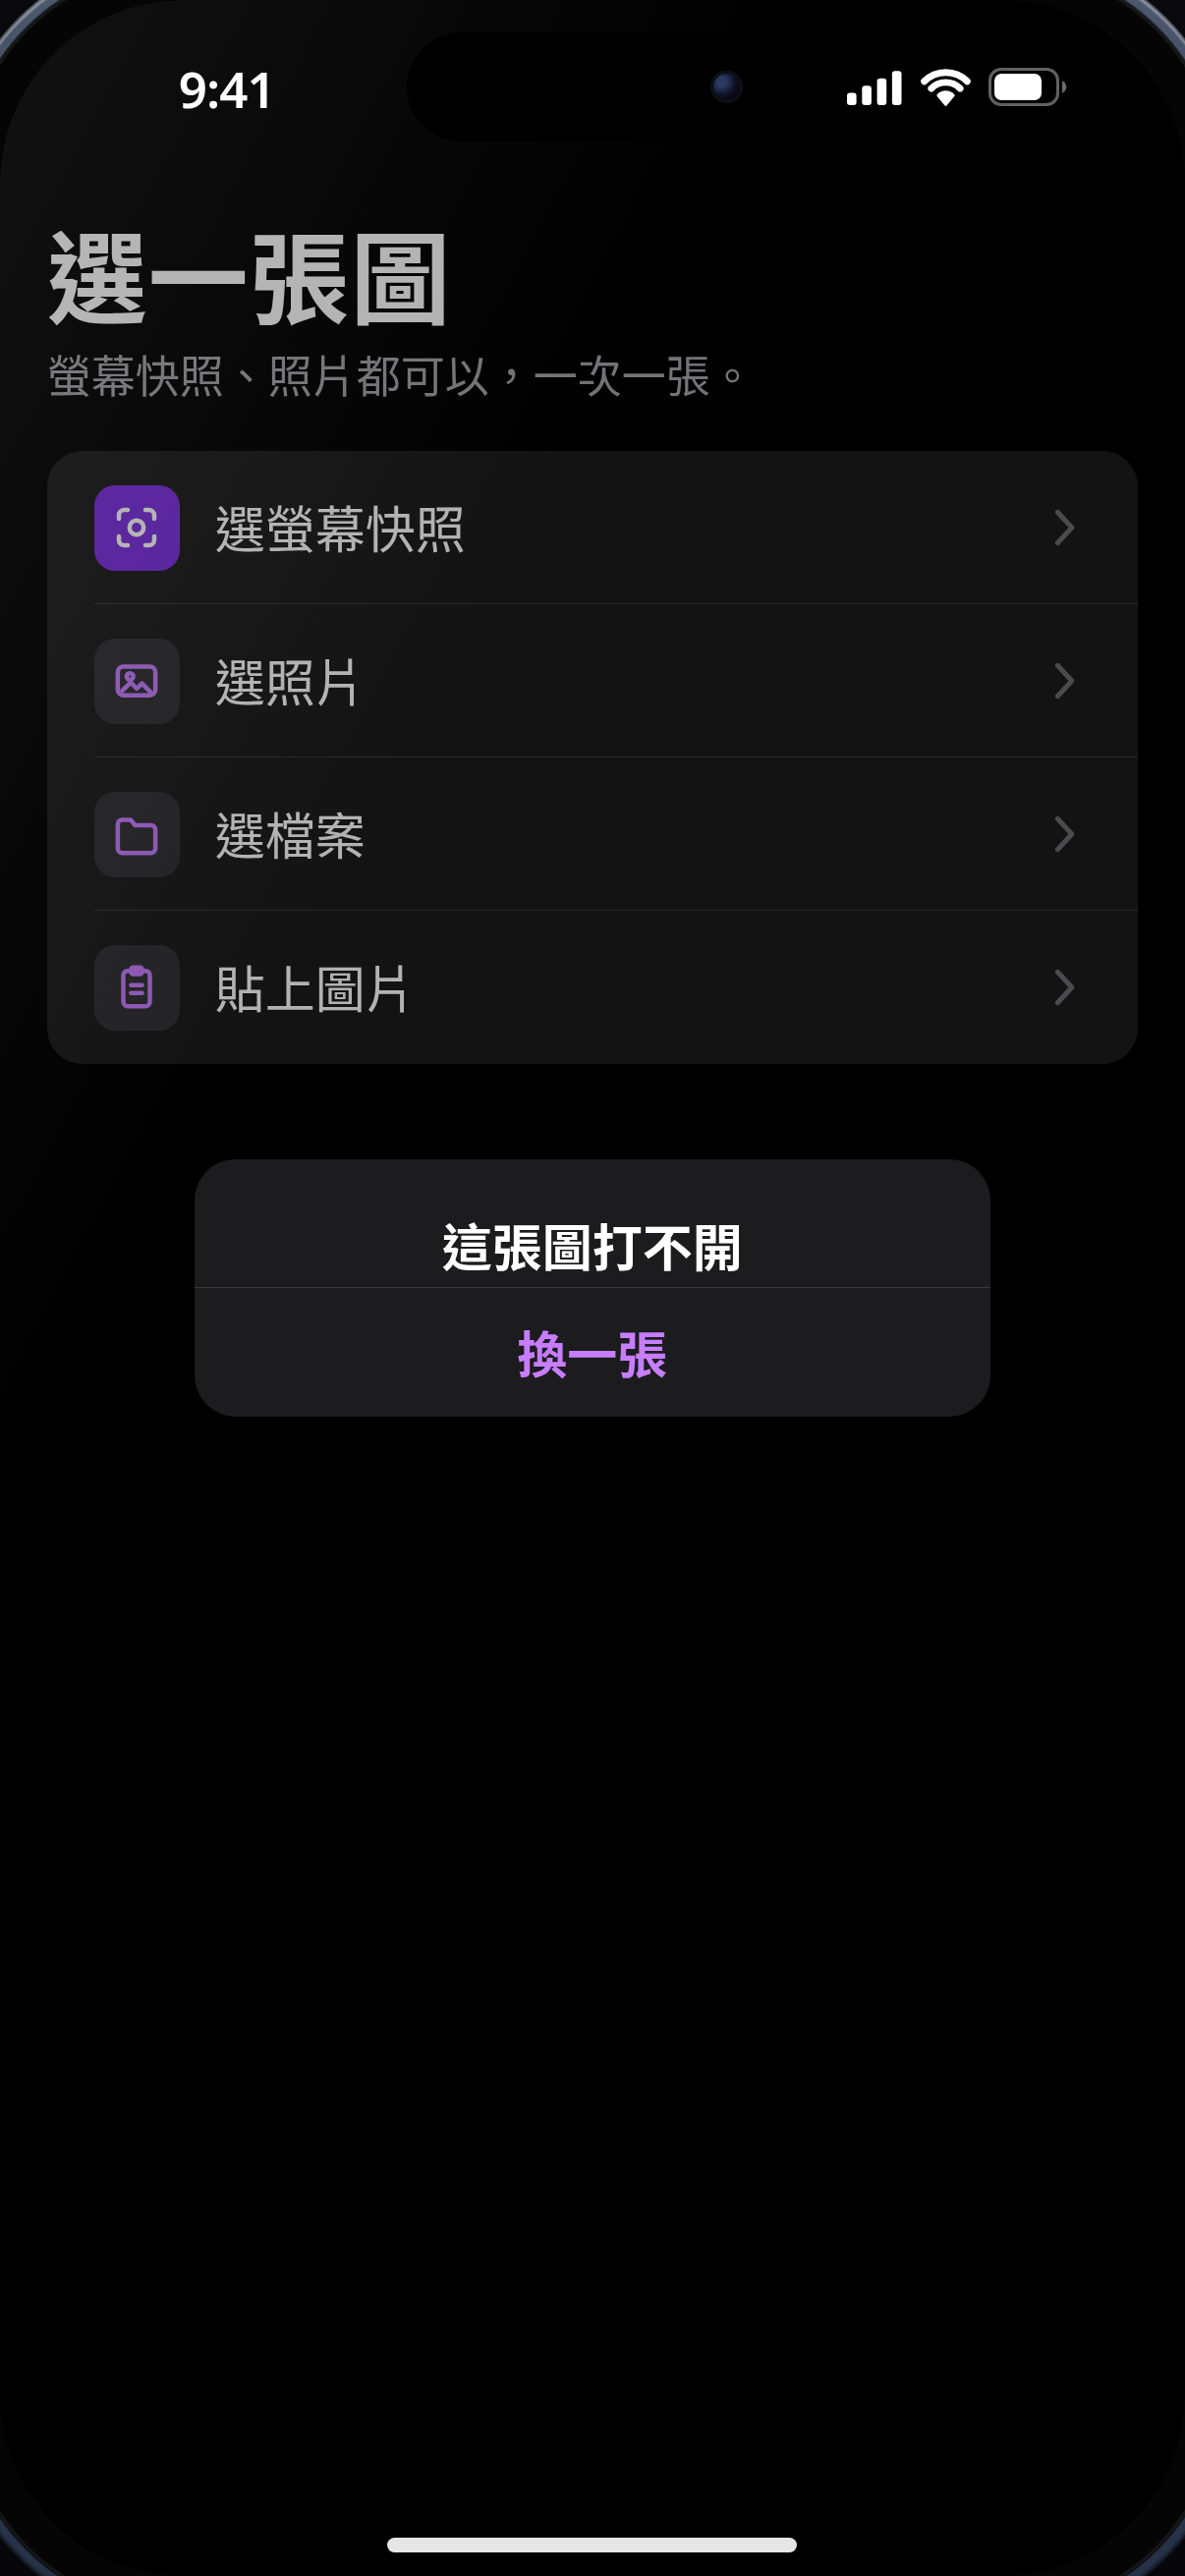 9:41
選一張圖
螢幕快照、照片都可以，一次一張。
選螢幕快照
選照片
選檔案
貼上圖片
這張圖打不開
換一張